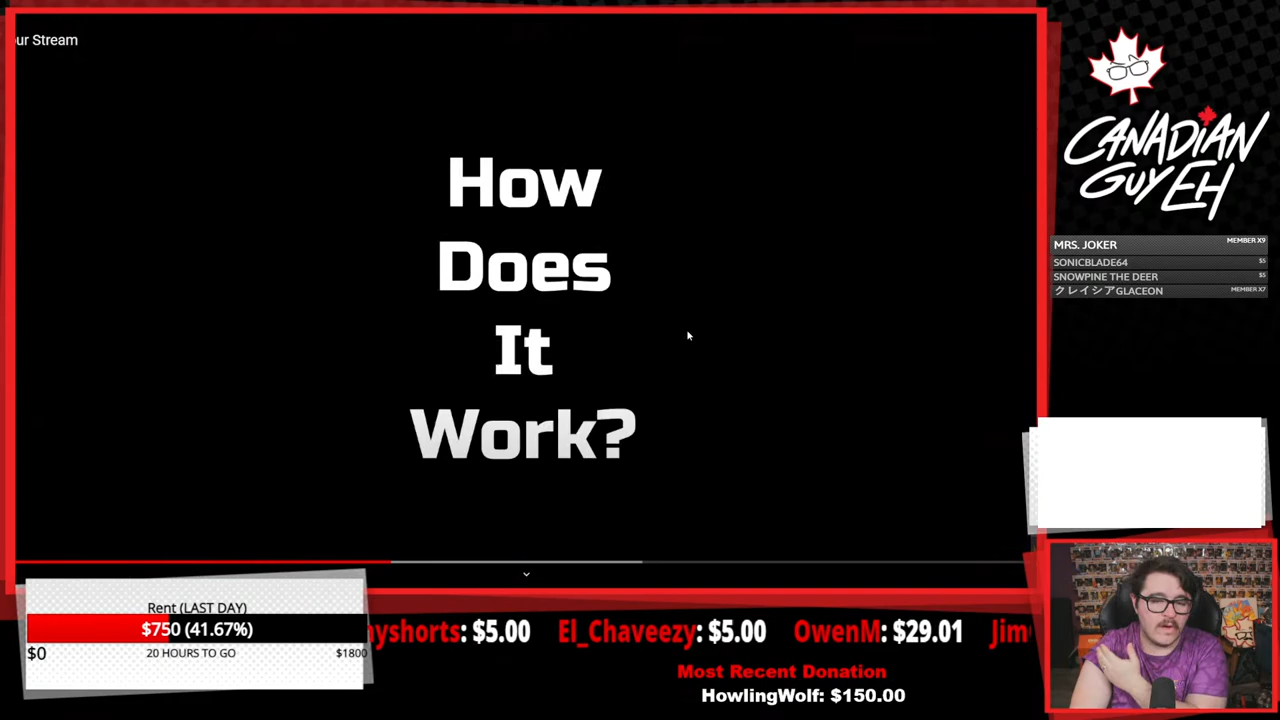 ur Stream
How
Does
It
Work?
CANADIAN
GUY EH
MRS. JOKER MEMBER X9
SONICBLADE64 $5
SNOWPINE THE DEER $5
クレイシアGLACEON MEMBER X7
Rent (LAST DAY)
$750 (41.67%)
$0 20 HOURS TO GO $1800
yshorts: $5.00 El_Chaveezy: $5.00 OwenM: $29.01 Jim
Most Recent Donation
HowlingWolf: $150.00